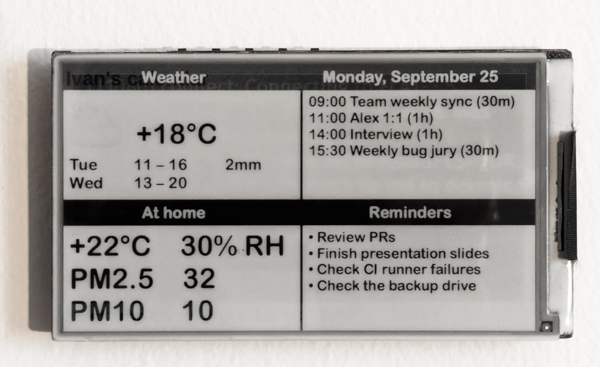 Weather
+18°C
Tue 11 – 16 2mm
Wed 13 – 20
Monday, September 25
09:00 Team weekly sync (30m)
11:00 Alex 1:1 (1h)
14:00 Interview (1h)
15:30 Weekly bug jury (30m)
At home
+22°C 30% RH
PM2.5 32
PM10 10
Reminders
• Review PRs
• Finish presentation slides
• Check CI runner failures
• Check the backup drive